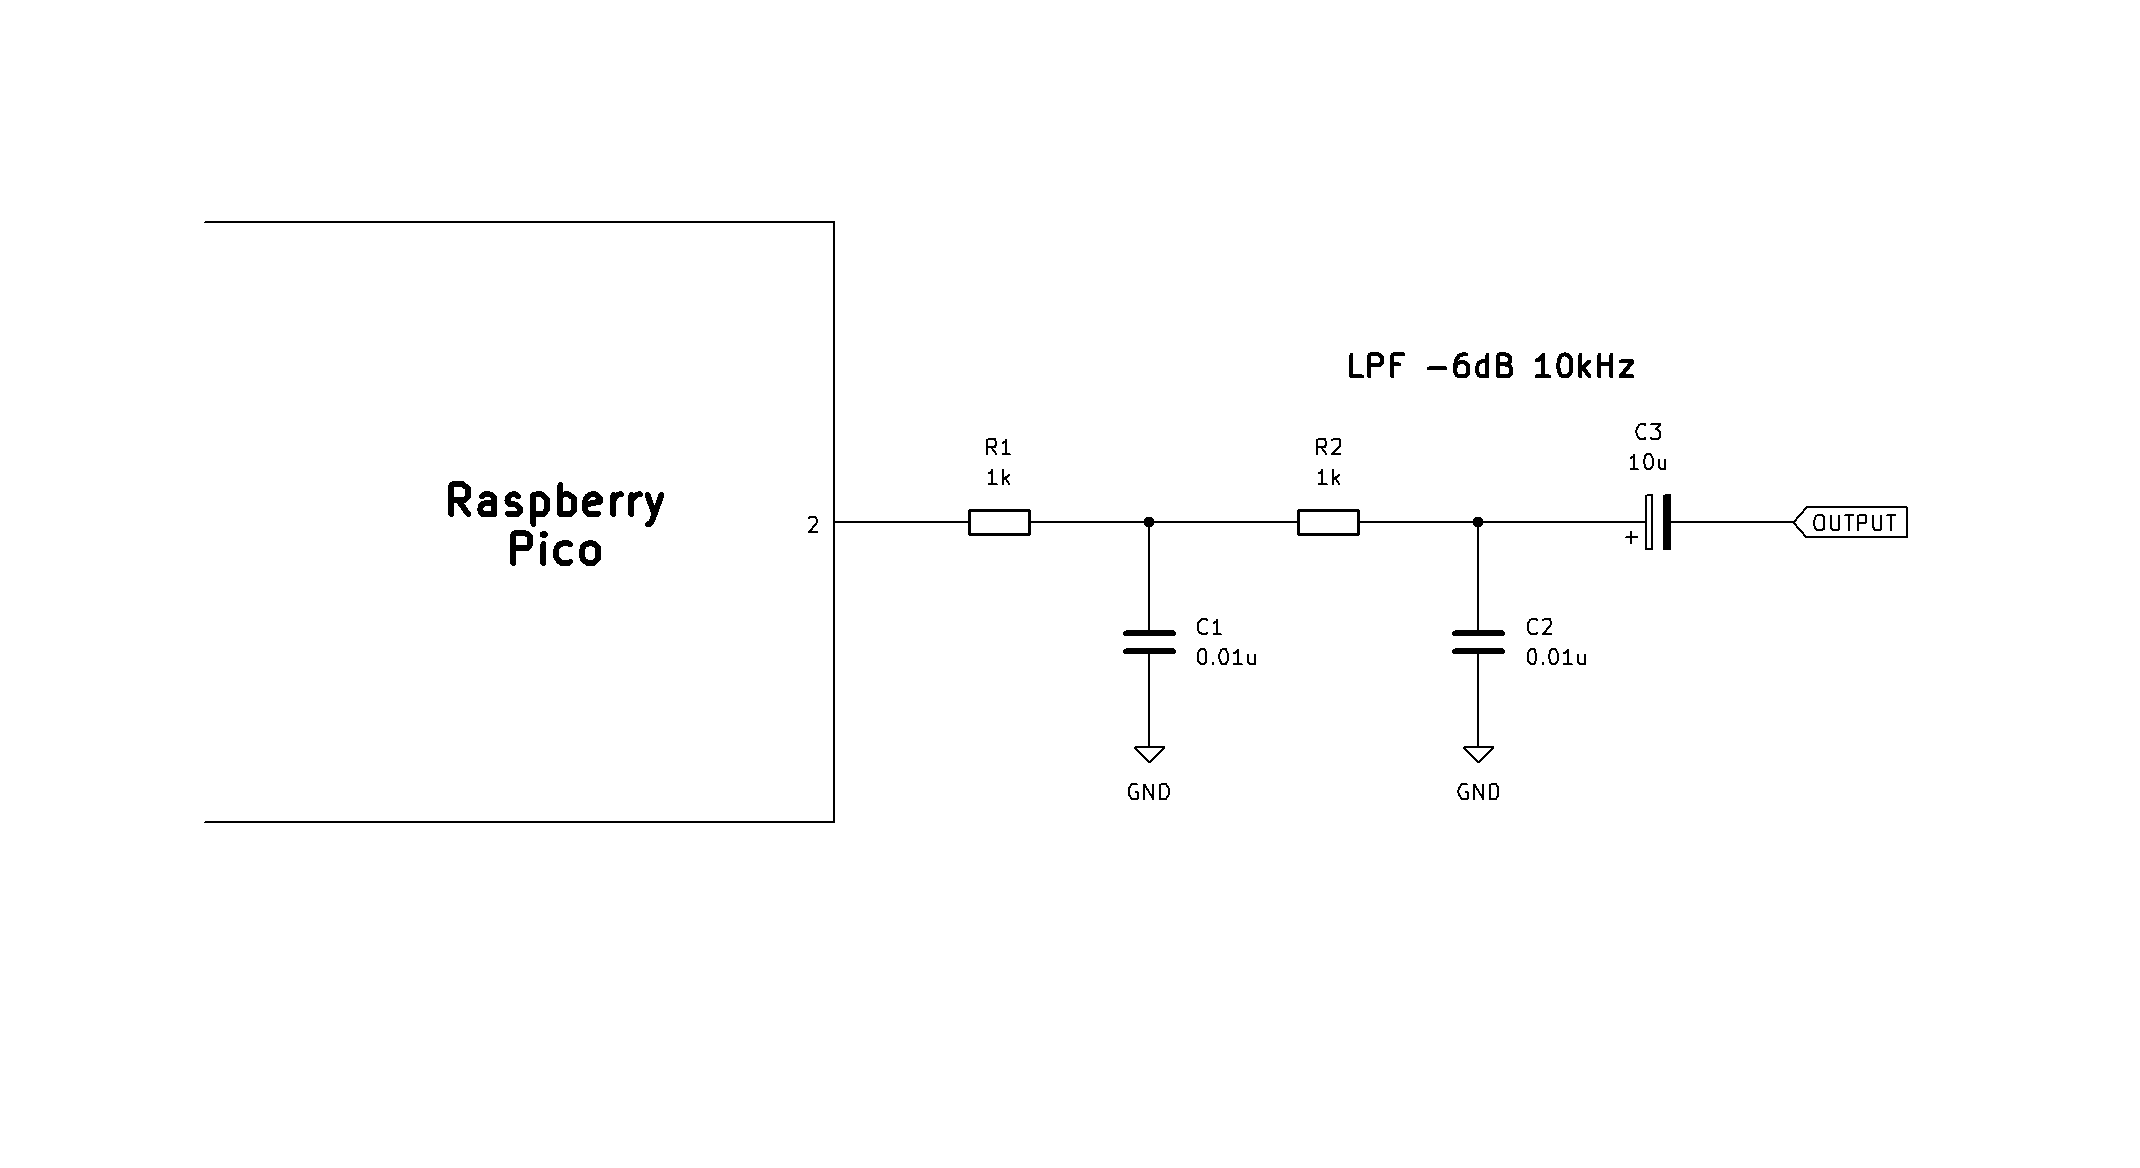 LPF -6dB 10kHz
C3
10u
R1
1k
R2
1k
Raspberry
Pico
2
+
OUTPUT
C1
0.01u
C2
0.01u
GND
GND